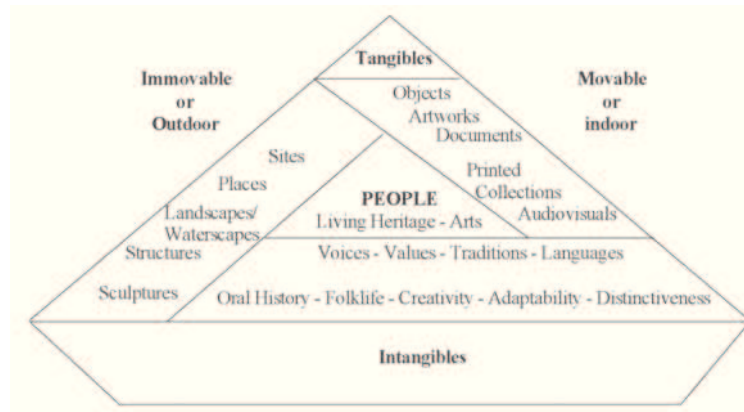 Tangibles
Immovable
or
Outdoor
Movable
or
indoor
Objects
Artworks
Documents
Printed
Collections
Audiovisuals
Sites
Places
Landscapes/
Waterscapes
Structures
Sculptures
PEOPLE
Living Heritage - Arts
Voices - Values - Traditions - Languages
Oral History - Folklife - Creativity - Adaptability - Distinctiveness
Intangibles